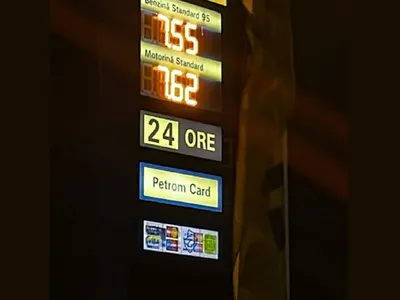 Benzină Standard 95
7.55
Motorină Standard
7.62
24 ORE
Petrom Card